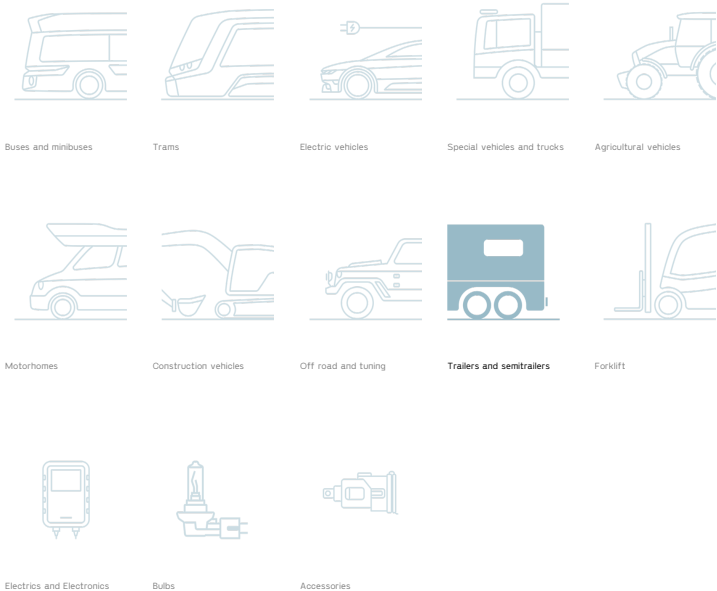 Buses and minibuses
Trams
Electric vehicles
Special vehicles and trucks
Agricultural vehicles
Motorhomes
Construction vehicles
Off road and tuning
Trailers and semitrailers
Forklift
Electrics and Electronics
Bulbs
Accessories